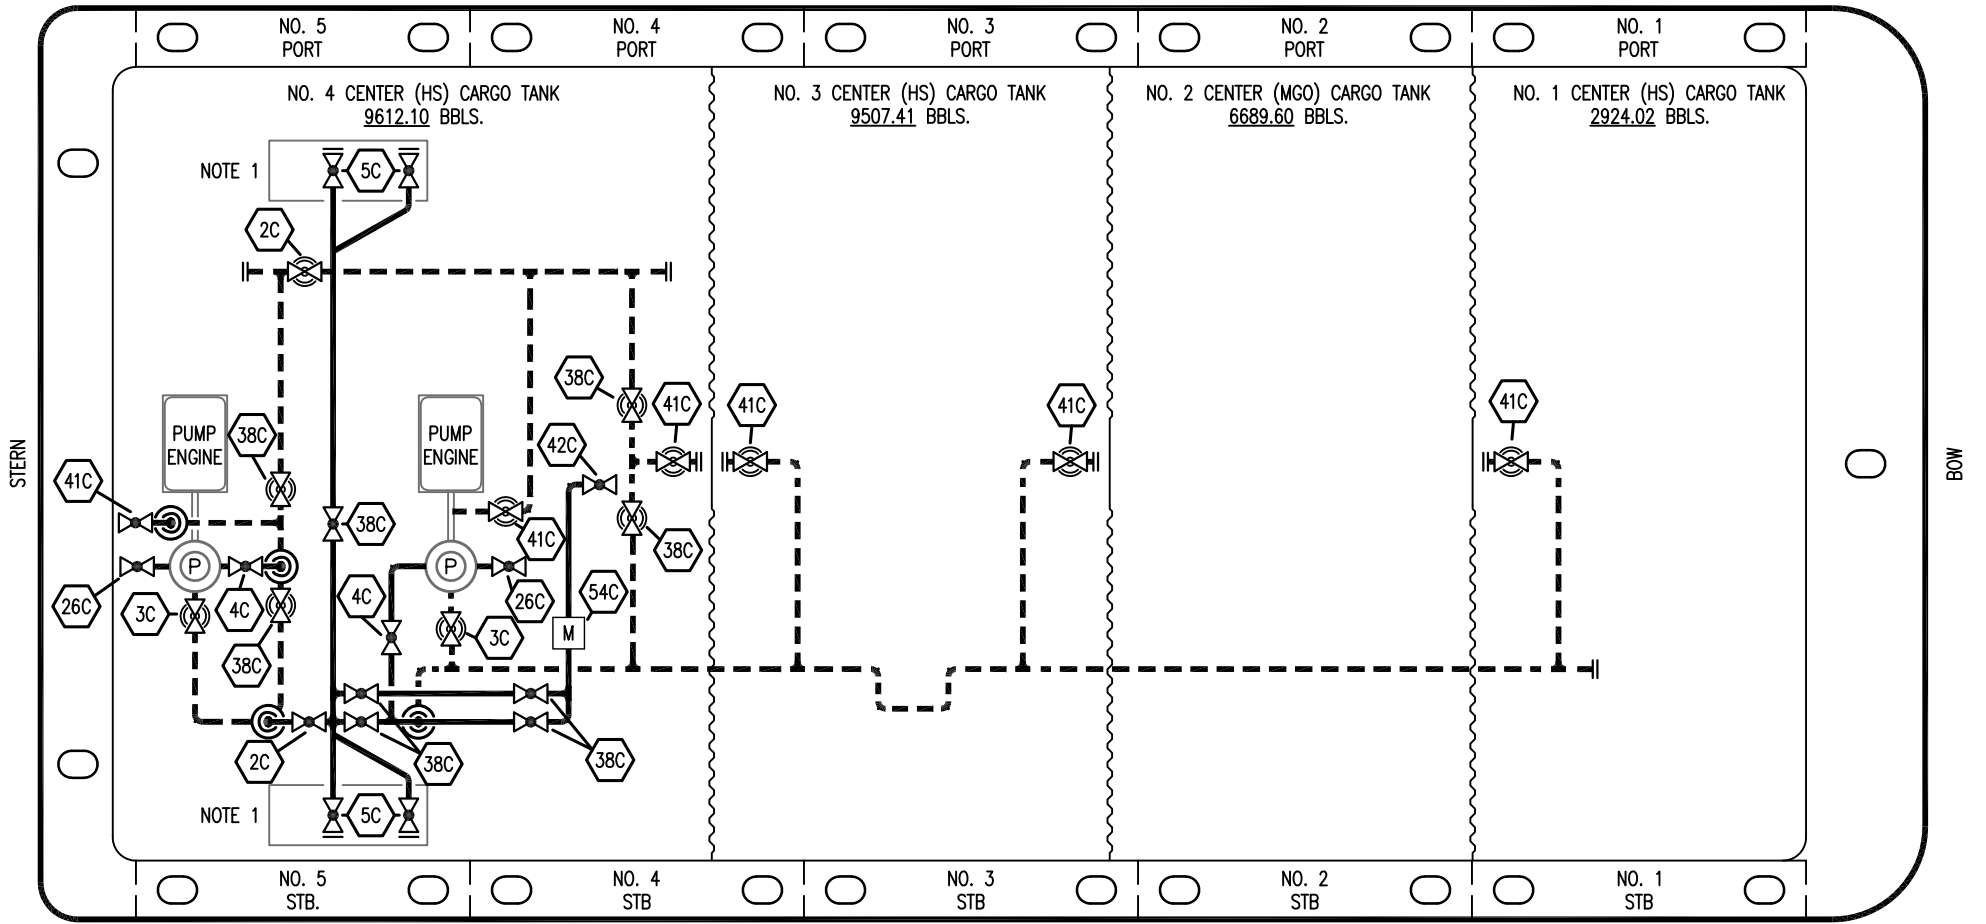 NO. 5
PORT
NO. 4
PORT
NO. 3
PORT
NO. 2
PORT
NO. 1
PORT
NO. 4 CENTER (HS) CARGO TANK
9612.10 BBLS.
NO. 3 CENTER (HS) CARGO TANK
9507.41 BBLS.
NO. 2 CENTER (MGO) CARGO TANK
6689.60 BBLS.
NO. 1 CENTER (HS) CARGO TANK
2924.02 BBLS.
NOTE 1
5C
2C
38C
41C
41C
41C
41C
PUMP
ENGINE
38C
PUMP
ENGINE
42C
STERN
BOW
41C
38C
41C
38C
P
P
26C
3C
4C
4C
26C
54C
3C
M
38C
2C
38C
38C
NOTE 1
5C
NO. 5
STB.
NO. 4
STB
NO. 3
STB
NO. 2
STB
NO. 1
STB